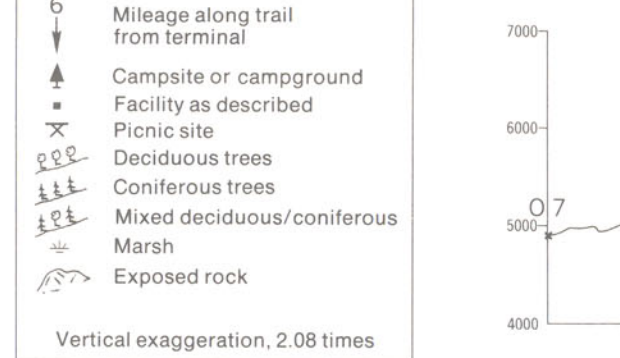 6
Mileage along trail
from terminal
Campsite or campground
Facility as described
Picnic site
Deciduous trees
Coniferous trees
Mixed deciduous/coniferous
Marsh
Exposed rock
Vertical exaggeration, 2.08 times
7000
6000
0 7
5000
4000